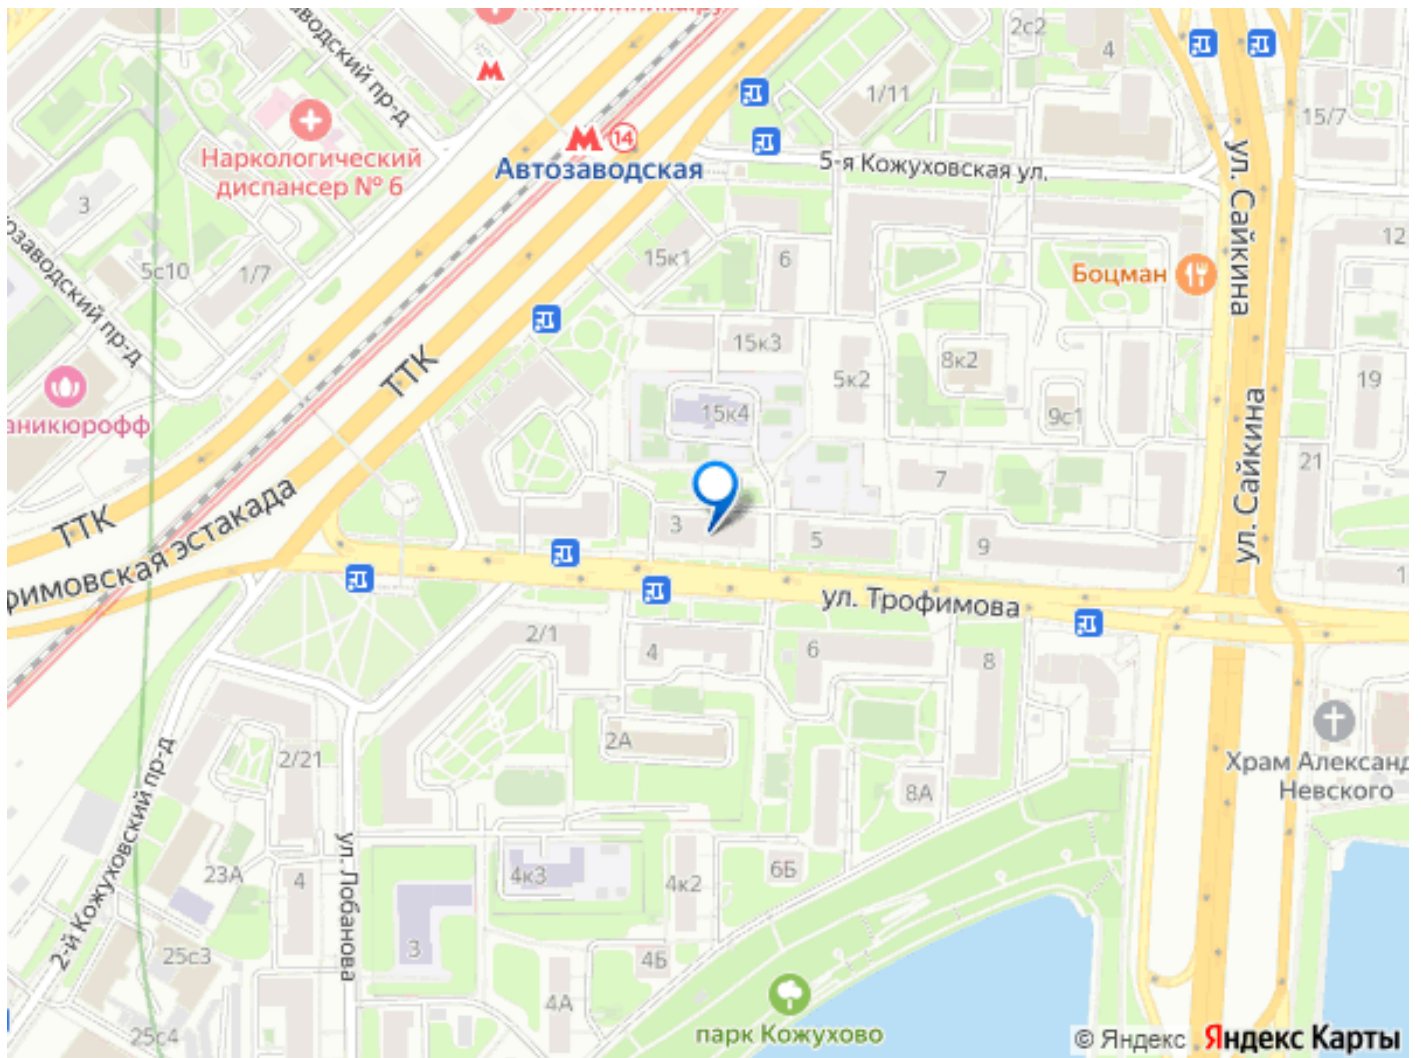 2с2
4
заводский пр-д
М
1/11
15/7
Наркологический
диспансер № 6
М 14
Автозаводская
5-я Кожуховская ул.
ул. Сайкина
3
5с10
1/7
15к1
6
12
Боцман
озаводский пр-д
ТТК
15к3
8к2
5к2
19
аникюрофф
15к4
9с1
ул. Сайкина
21
7
ТТК
3
5
9
фимовская эстакада
ул. Трофимова
2/1
4
6
8
2А
2/21
Храм Александ
Невского
8А
2-й Кожуховский пр-д
ул. Лобанова
23А
4
4к3
4к2
6Б
3
25с3
4Б
4А
25с4
парк Кожухово
© Яндекс Яндекс Карты